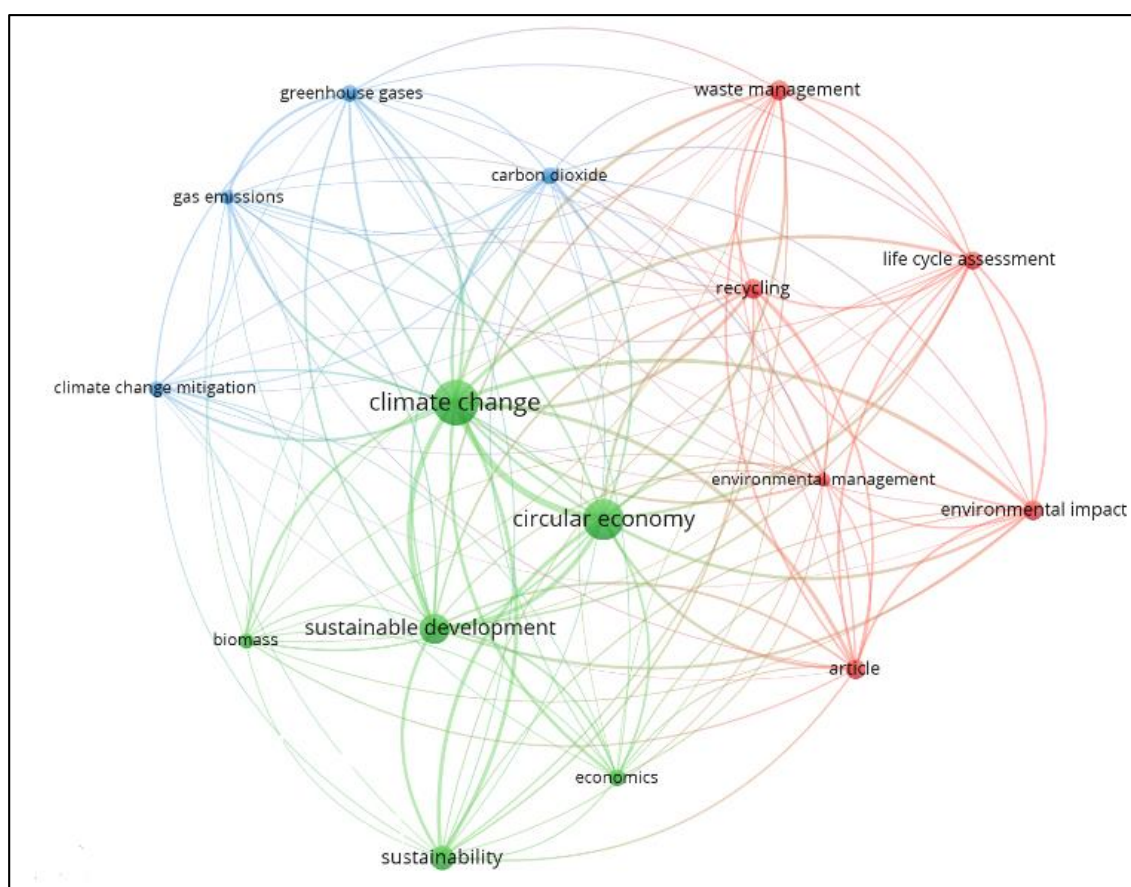 waste management
greenhouse gases
carbon dioxide
gas emissions
life cycle assessment
recycling
climate change mitigation
climate change
environmental management
environmental impact
circular economy
sustainable development
biomass
article
economics
sustainability